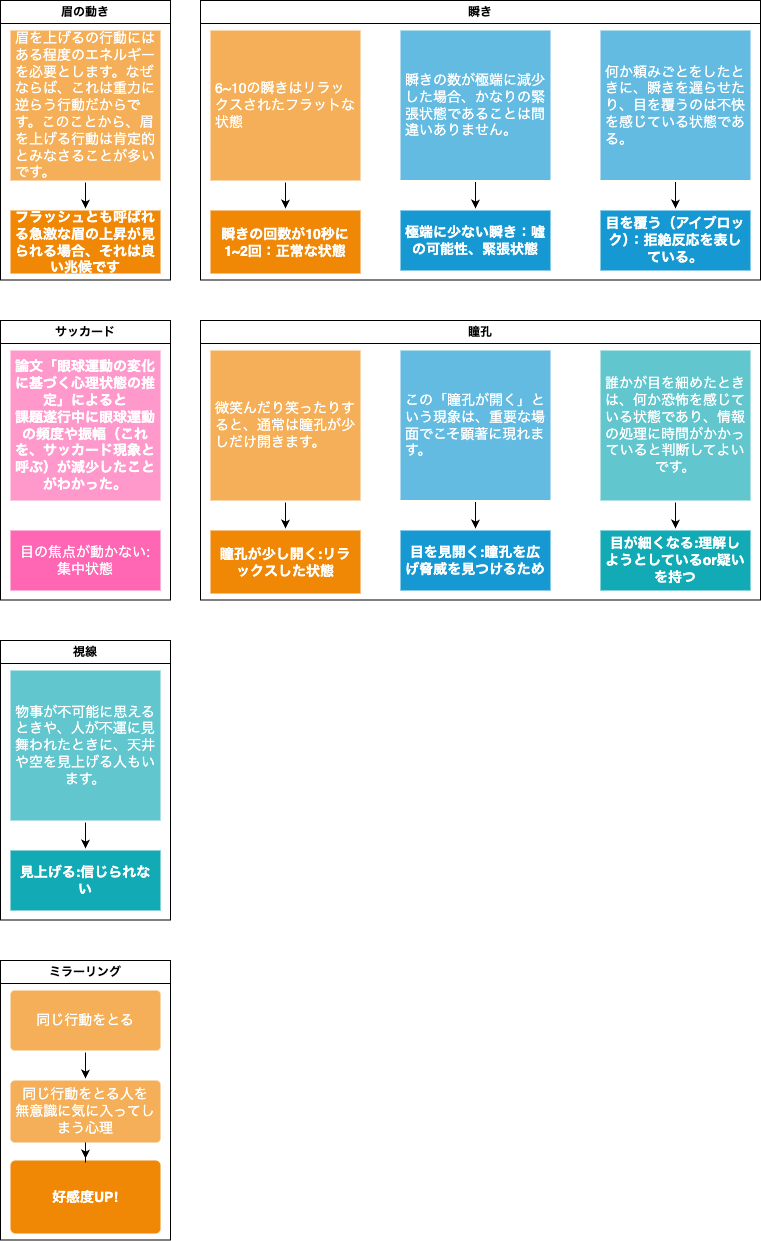 眉の動き
眉を上げるの行動には
ある程度のエネルギー
を必要とします。なぜ
ならば、これは重力に
逆らう行動だからで
す。このことから、眉
を上げる行動は肯定的
とみなさることが多い
です。
フラッシュとも呼ばれ
る急激な眉の上昇が見
られる場合、それは良
い兆候です
瞬き
6~10の瞬きはリラッ
クスされたフラットな
状態
瞬きの回数が10秒に
1~2回：正常な状態
瞬きの数が極端に減少
した場合、かなりの緊
張状態であることは間
違いありません。
極端に少ない瞬き：嘘
の可能性、緊張状態
何か頼みごとをしたと
きに、瞬きを遅らせた
り、目を覆うのは不快
を感じている状態であ
る。
目を覆う（アイブロッ
ク）：拒絶反応を表し
ている。
サッカード
論文「眼球運動の変化
に基づく心理状態の推
定」によると
課題遂行中に眼球運動
の頻度や振幅（これ
を、サッカード現象と
呼ぶ）が減少したこと
がわかった。
目の焦点が動かない:
集中状態
瞳孔
微笑んだり笑ったりす
ると、通常は瞳孔が少
しだけ開きます。
瞳孔が少し開く:リラ
ックスした状態
この「瞳孔が開く」と
いう現象は、重要な場
面でこそ顕著に現れま
す。
目を見開く:瞳孔を広
げ脅威を見つけるため
誰かが目を細めたとき
は、何か恐怖を感じて
いる状態であり、情報
の処理に時間がかかっ
ていると判断してよい
です。
目が細くなる:理解し
ようとしているor疑い
を持つ
視線
物事が不可能に思える
ときや、人が不運に見
舞われたときに、天井
や空を見上げる人もい
ます。
見上げる:信じられな
い
ミラーリング
同じ行動をとる
同じ行動をとる人を
無意識に気に入ってし
まう心理
好感度UP!